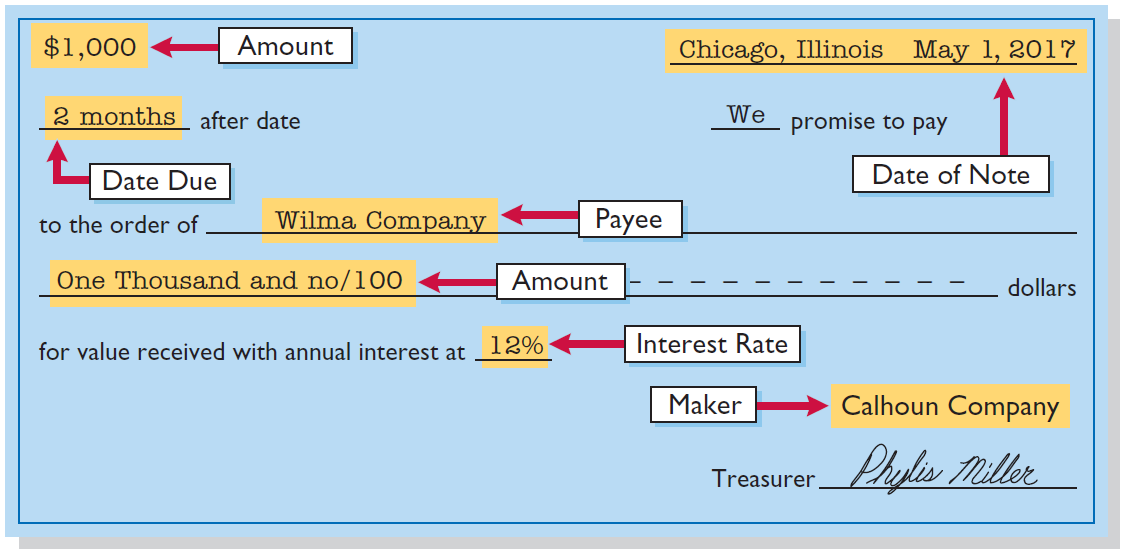 $1,000 Amount Chicago, Illinois May 1, 2017
2 months after date We promise to pay
Date Due Date of Note
to the order of Wilma Company Payee
One Thousand and no/100 Amount – – – – – – – – – – – dollars
for value received with annual interest at 12% Interest Rate
Maker Calhoun Company
Treasurer Phylis Miller